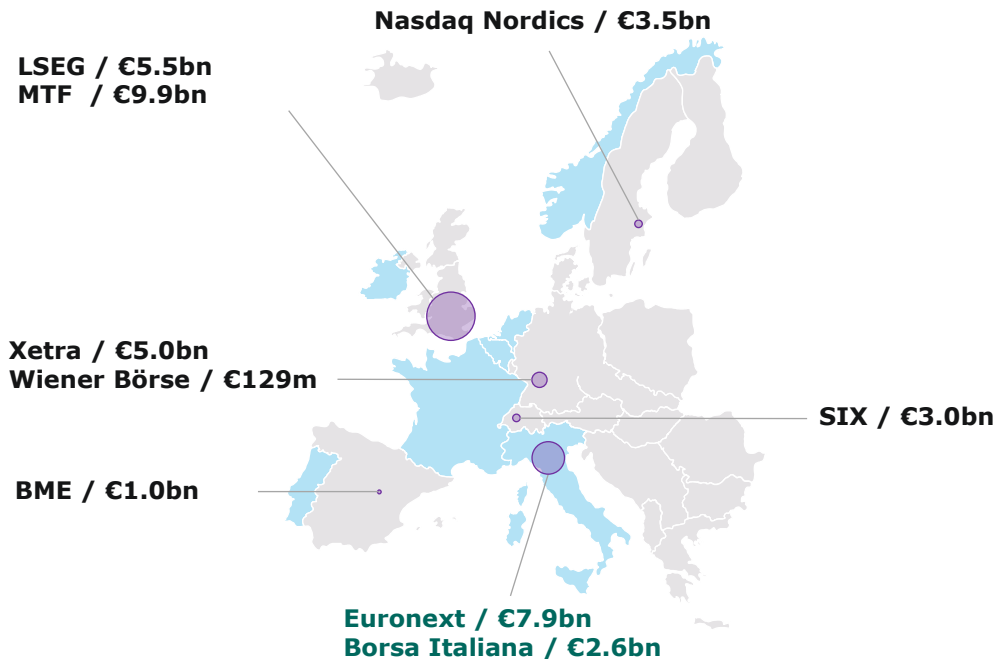 Nasdaq Nordics / €3.5bn
LSEG / €5.5bn
MTF / €9.9bn
Xetra / €5.0bn
Wiener Börse / €129m
SIX / €3.0bn
BME / €1.0bn
Euronext / €7.9bn
Borsa Italiana / €2.6bn